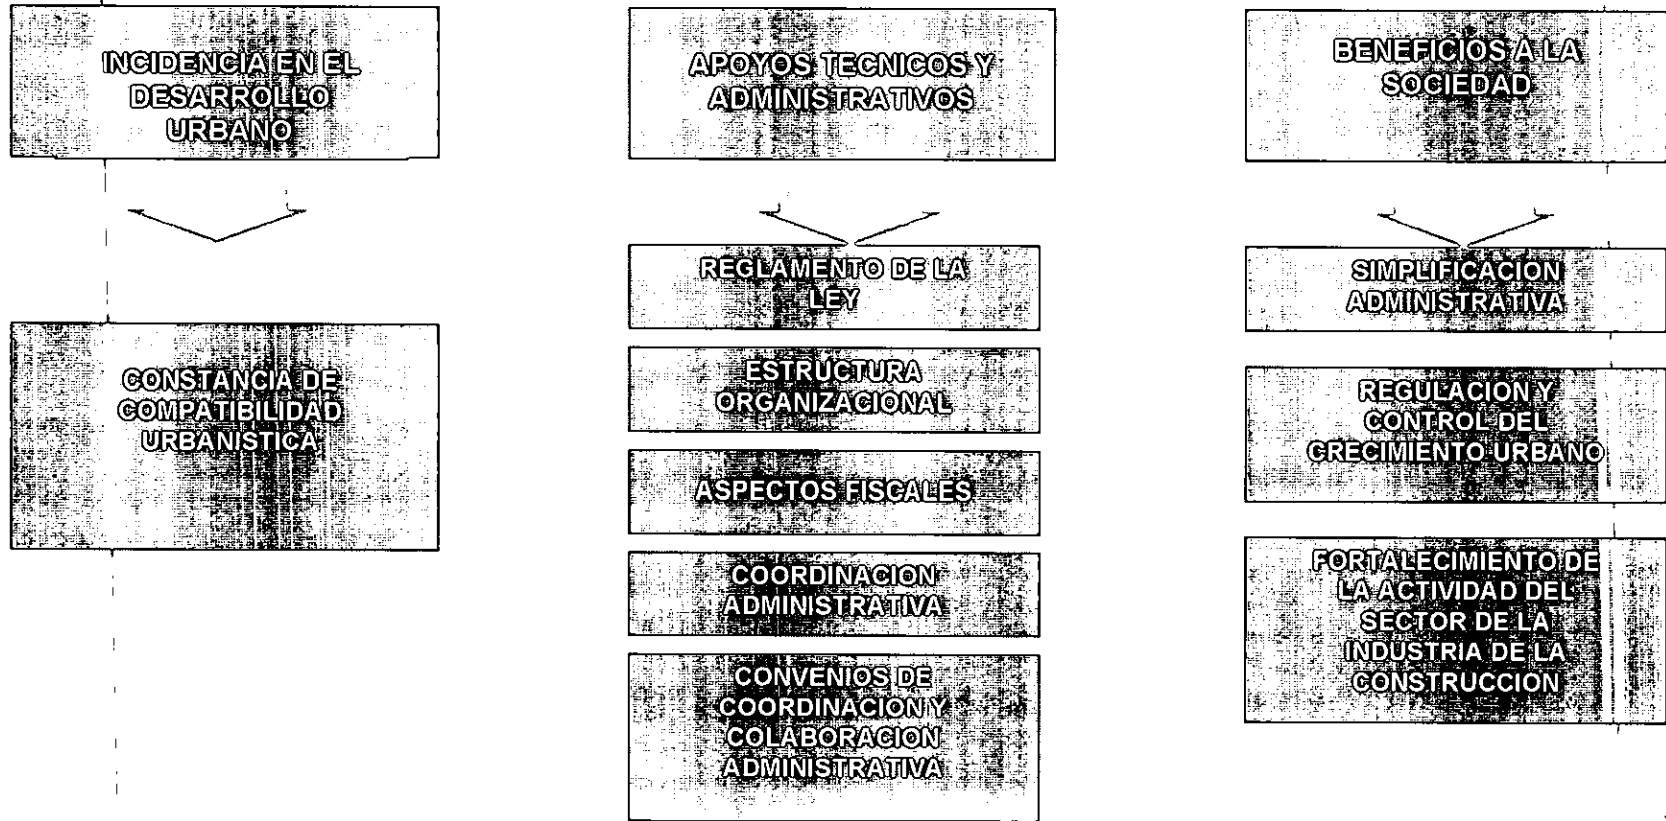 INCIDENCIA EN EL
DESARROLLO
URBANO
CONSTANCIA DE
COMPATIBILIDAD
URBANISTICA
APOYOS TECNICOS Y
ADMINISTRATIVOS
REGLAMENTO DE LA
LEY
ESTRUCTURA
ORGANIZACIONAL
ASPECTOS FISCALES
COORDINACION
ADMINISTRATIVA
CONVENIOS DE
COORDINACION Y
COLABORACION
ADMINISTRATIVA
BENEFICIOS A LA
SOCIEDAD
SIMPLIFICACION
ADMINISTRATIVA
REGULACION Y
CONTROL DEL
CRECIMIENTO URBANO
FORTALECIMIENTO DE
LA ACTIVIDAD DEL
SECTOR DE LA
INDUSTRIA DE LA
CONSTRUCCION